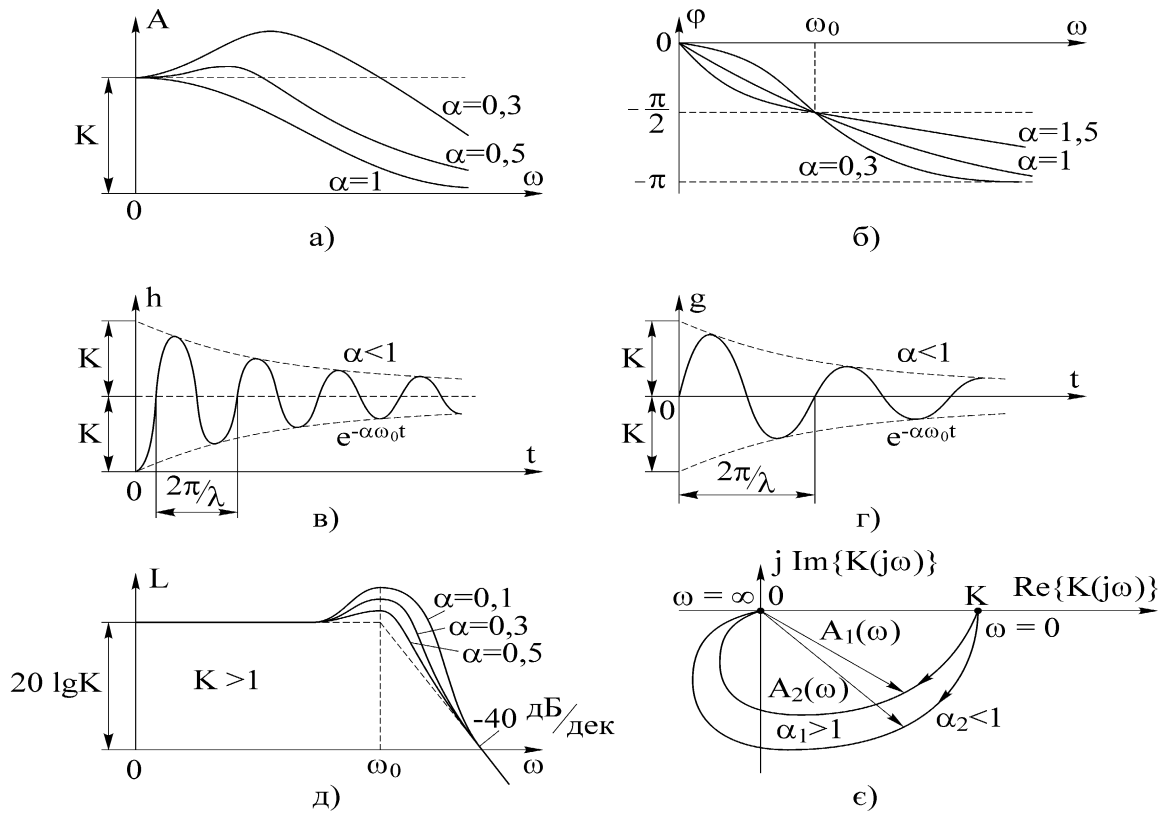 A
K
0
α=0,3
α=0,5
α=1
ω
а)
φ
ω₀
ω
0
-π/2
-π
α=1,5
α=1
α=0,3
б)
h
K
K
0
α<1
e^-αω₀t
t
2π/λ
в)
g
K
K
0
α<1
e^-αω₀t
t
2π/λ
г)
L
20 lgK
K >1
α=0,1
α=0,3
α=0,5
-40 дБ/дек
0
ω₀
ω
д)
j Im{K(jω)}
ω = ∞
0
K
Re{K(jω)}
ω = 0
A₁(ω)
A₂(ω)
α₁>1
α₂<1
є)